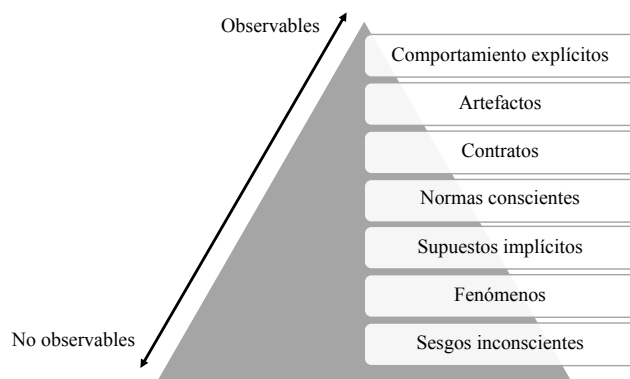 Observables
Comportamiento explícitos
Artefactos
Contratos
Normas conscientes
Supuestos implícitos
Fenómenos
No observables
Sesgos inconscientes